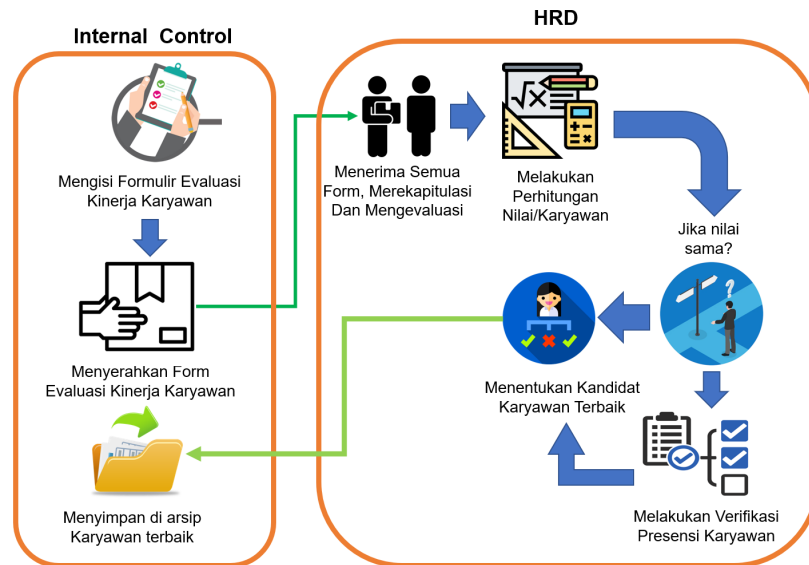 Internal Control
HRD
Mengisi Formulir Evaluasi
Kinerja Karyawan
Menyerahkan Form
Evaluasi Kinerja Karyawan
Menyimpan di arsip
Karyawan terbaik
Menerima Semua
Form, Merekapitulasi
Dan Mengevaluasi
Melakukan
Perhitungan
Nilai/Karyawan
Jika nilai
sama?
Menentukan Kandidat
Karyawan Terbaik
Melakukan Verifikasi
Presensi Karyawan